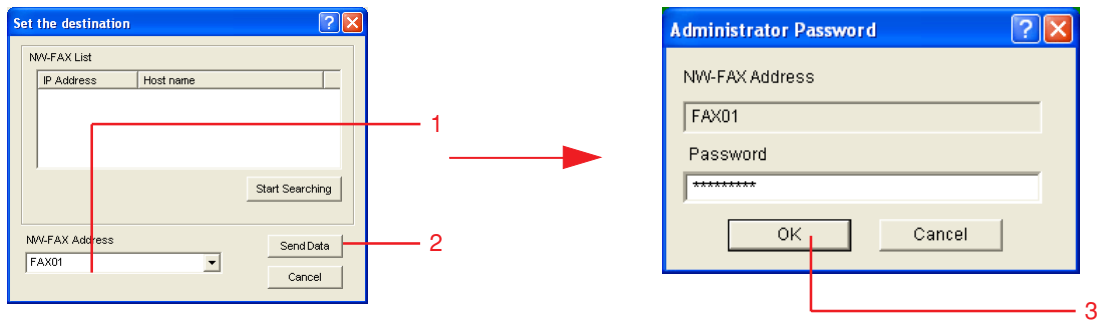 Set the destination
NW-FAX List
IP Address Host name
1
Start Searching
NW-FAX Address
Send Data
2
FAX01
Cancel
Administrator Password
NW-FAX Address
FAX01
Password
*********
OK Cancel
3